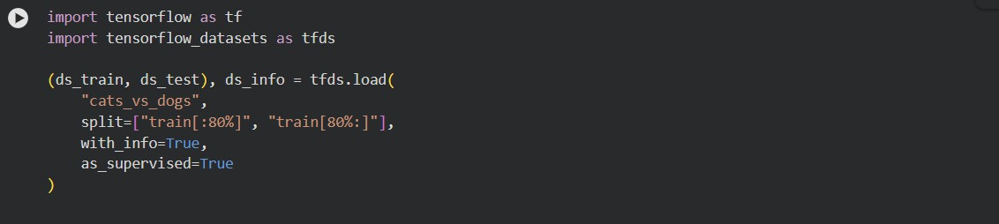 import tensorflow as tf
import tensorflow_datasets as tfds
(ds_train, ds_test), ds_info = tfds.load(
    "cats_vs_dogs",
    split=["train[:80%]", "train[80%:]"],
    with_info=True,
    as_supervised=True
)